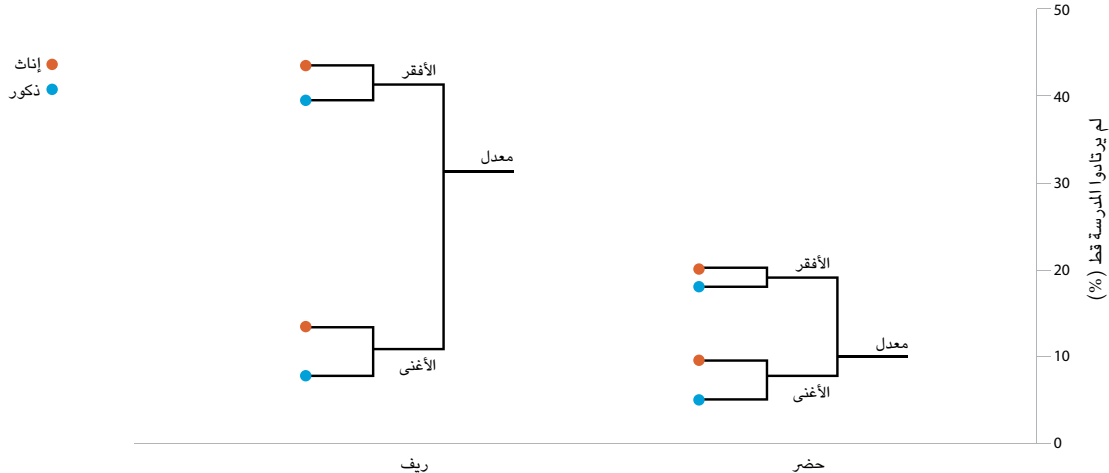 50
40
30
20
10
0
لم يرتادوا المدرسة قط (%)
إناث
ذكور
الأفقر
معدل
الأغنى
الأفقر
معدل
الأغنى
حضر
ريف